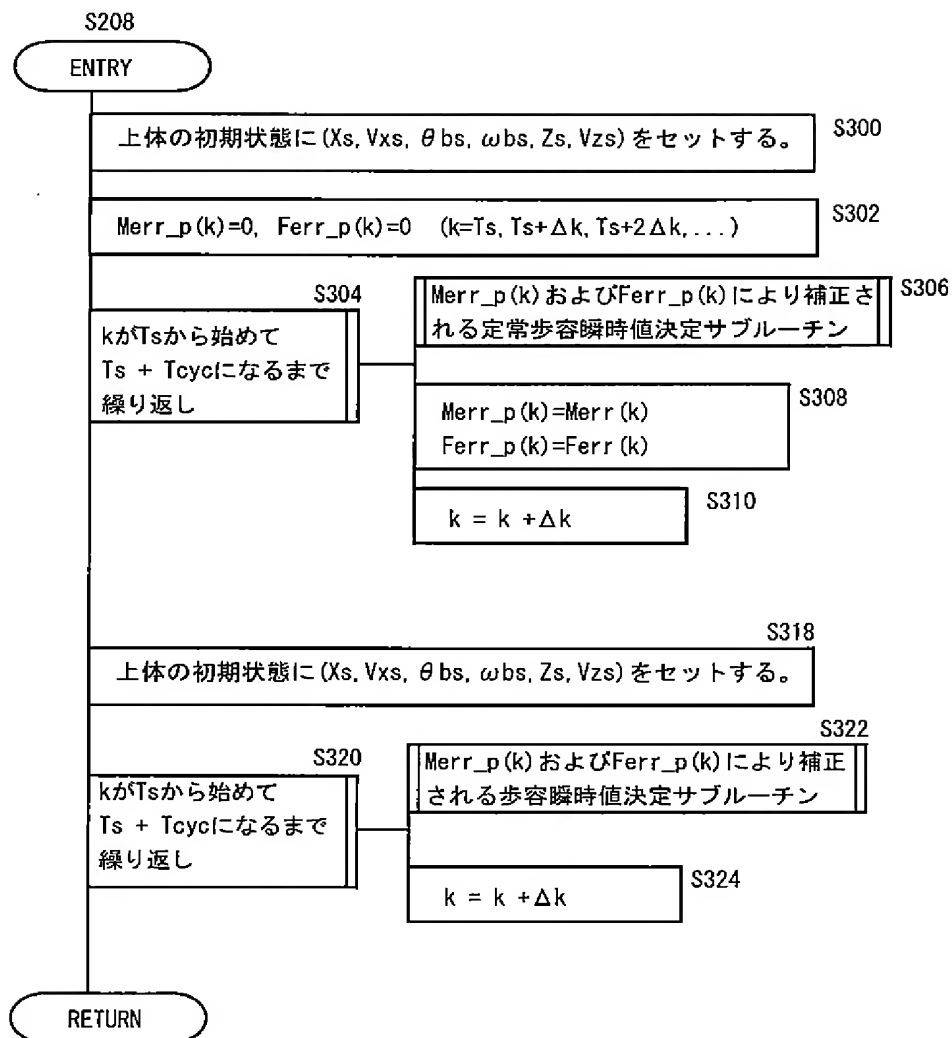 S208
ENTRY
上体の初期状態に(Xs, Vxs, θbs, ωbs, Zs, Vzs)をセットする。
S300
Merr_p(k)=0, Ferr_p(k)=0 (k=Ts, Ts+Δk, Ts+2Δk,...)
S302
S304
kがTsから始めて
Ts + Tcycになるまで
繰り返し
S306
Merr_p(k)およびFerr_p(k)により補正さ
れる定常歩容瞬時値決定サブルーチン
S308
Merr_p(k)=Merr(k)
Ferr_p(k)=Ferr(k)
S310
k = k +Δk
S318
上体の初期状態に(Xs, Vxs, θbs, ωbs, Zs, Vzs)をセットする。
S320
kがTsから始めて
Ts + Tcycになるまで
繰り返し
S322
Merr_p(k)およびFerr_p(k)により補正
される歩容瞬時値決定サブルーチン
S324
k = k +Δk
RETURN